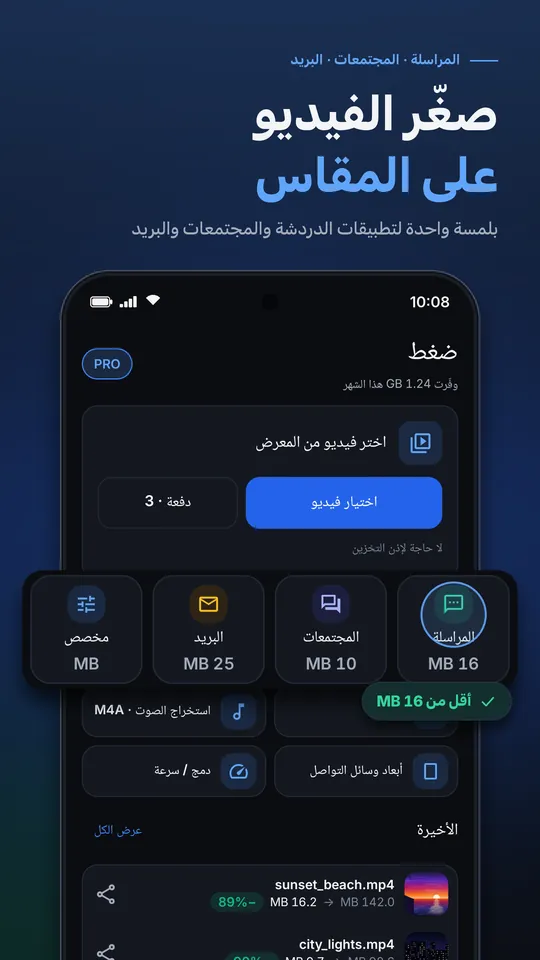 المراسلة · المجتمعات · البريد
صغّر الفيديو
على المقاس
بلمسة واحدة لتطبيقات الدردشة والمجتمعات والبريد
10:08
ضغط
PRO
وفّرت 1.24 GB هذا الشهر
اختر فيديو من المعرض
اختيار فيديو
دفعة · 3
لا حاجة لإذن التخزين
المراسلة
16 MB
المجتمعات
10 MB
البريد
25 MB
مخصص
MB
أقل من 16 MB
استخراج الصوت · M4A
أبعاد وسائل التواصل
دمج / سرعة
الأخيرة
عرض الكل
sunset_beach.mp4
142.0 MB → 16.2 MB −89%
city_lights.mp4